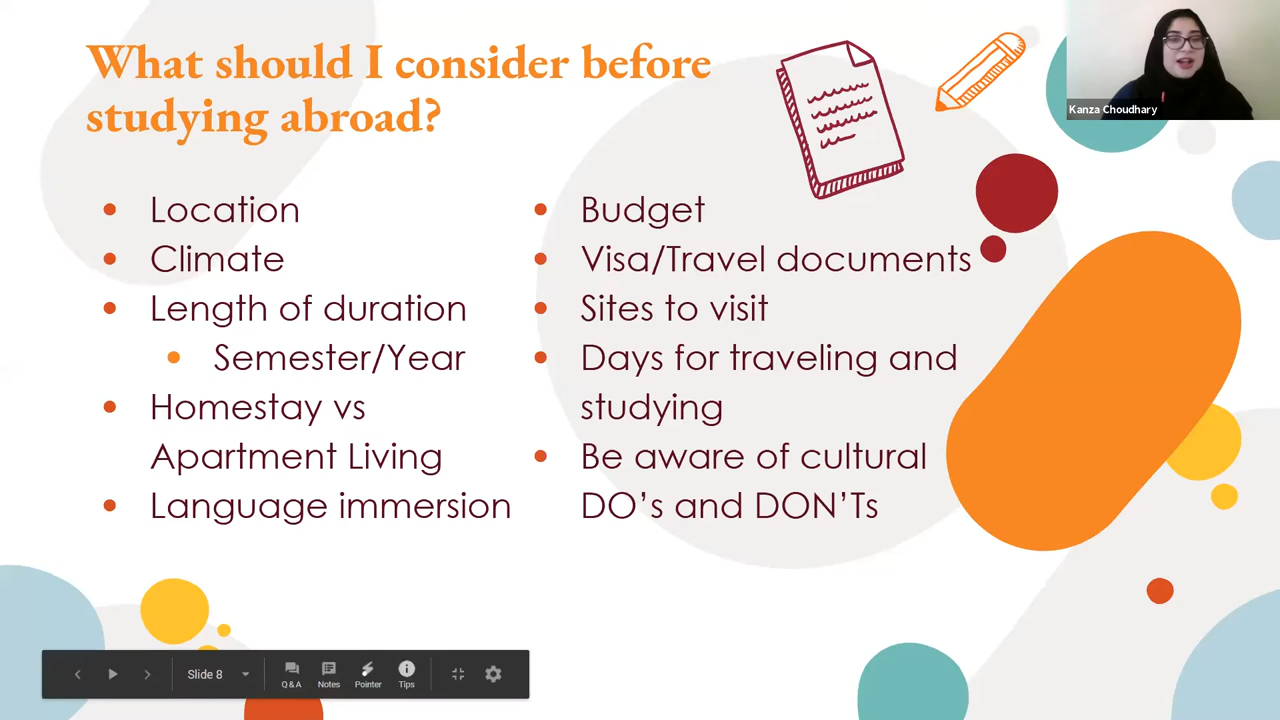 What should I consider before
studying abroad?
Kanza Choudhary
Location
Climate
Length of duration
Semester/Year
Homestay vs
Apartment Living
Language immersion
Budget
Visa/Travel documents
Sites to visit
Days for traveling and
studying
Be aware of cultural
DO's and DON'Ts
Slide 8
Q & A
Notes
Pointer
Tips